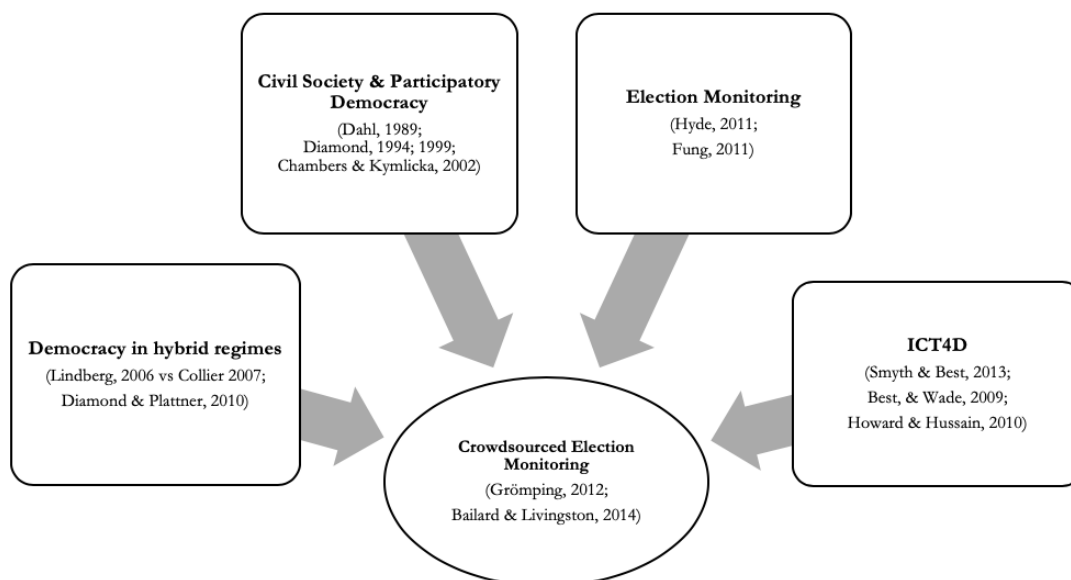 Civil Society & Participatory
Democracy
(Dahl, 1989;
Diamond, 1994; 1999;
Chambers & Kymlicka, 2002)
Election Monitoring
(Hyde, 2011;
Fung, 2011)
Democracy in hybrid regimes
(Lindberg, 2006 vs Collier 2007;
Diamond & Plattner, 2010)
ICT4D
(Smyth & Best, 2013;
Best, & Wade, 2009;
Howard & Hussain, 2010)
Crowdsourced Election
Monitoring
(Grömping, 2012;
Bailard & Livingston, 2014)